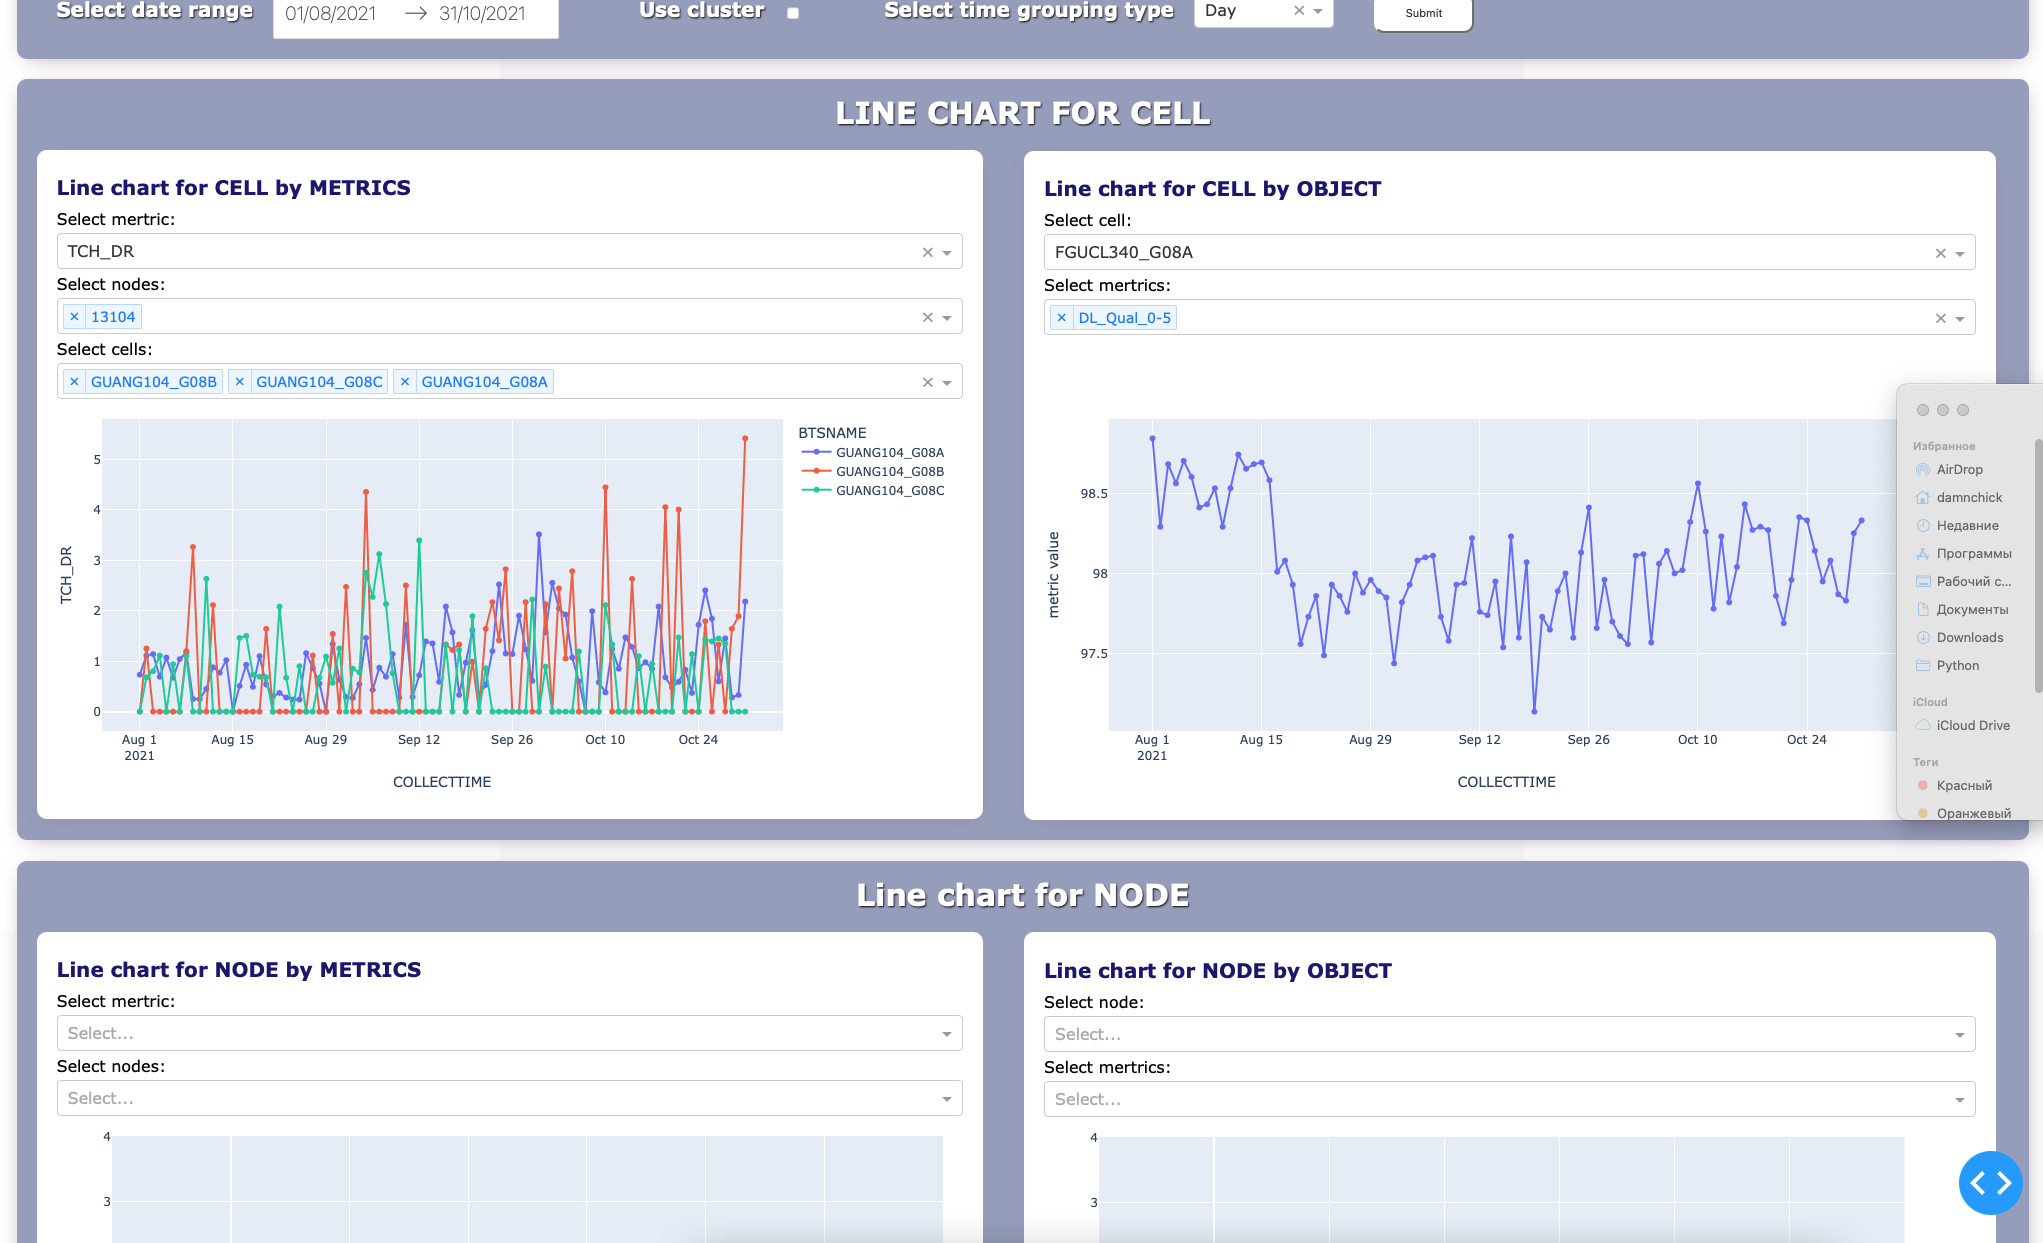 Select date range 01/08/2021 → 31/10/2021 Use cluster Select time grouping type Day × Submit
LINE CHART FOR CELL
Line chart for CELL by METRICS
Select mertric:
TCH_DR ×
Select nodes:
× 13104 ×
Select cells:
× GUANG104_G08B × GUANG104_G08C × GUANG104_G08A ×
BTSNAME
GUANG104_G08A
GUANG104_G08B
GUANG104_G08C
TCH_DR
5
4
3
2
1
0
Aug 1 Aug 15 Aug 29 Sep 12 Sep 26 Oct 10 Oct 24
2021
COLLECTTIME
Line chart for CELL by OBJECT
Select cell:
FGUCL340_G08A ×
Select mertrics:
× DL_Qual_0-5 ×
metric value
98.5
98
97.5
Aug 1 Aug 15 Aug 29 Sep 12 Sep 26 Oct 10 Oct 24
2021
COLLECTTIME
Избранное
AirDrop
damnchick
Недавние
Программы
Рабочий с...
Документы
Downloads
Python
iCloud
iCloud Drive
Теги
Красный
Оранжевый
Line chart for NODE
Line chart for NODE by METRICS
Select mertric:
Select...
Select nodes:
Select...
4
3
Line chart for NODE by OBJECT
Select node:
Select...
Select mertrics:
Select...
4
3